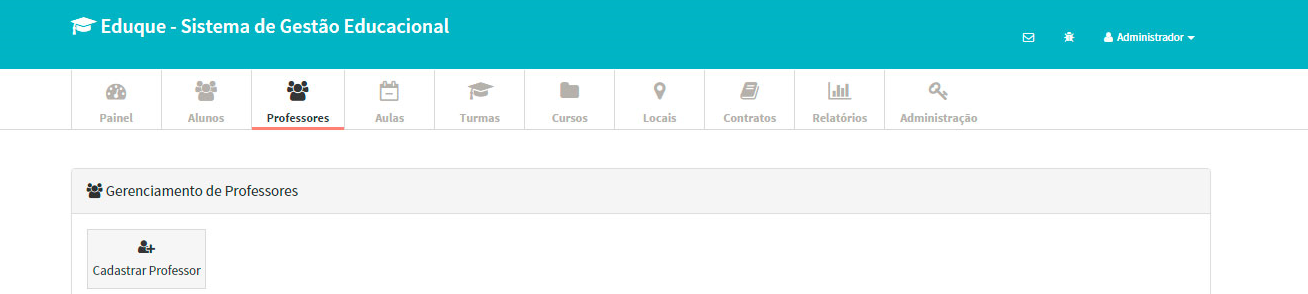 Eduque - Sistema de Gestão Educacional
Administrador
Painel
Alunos
Professores
Aulas
Turmas
Cursos
Locais
Contratos
Relatórios
Administração
Gerenciamento de Professores
Cadastrar Professor